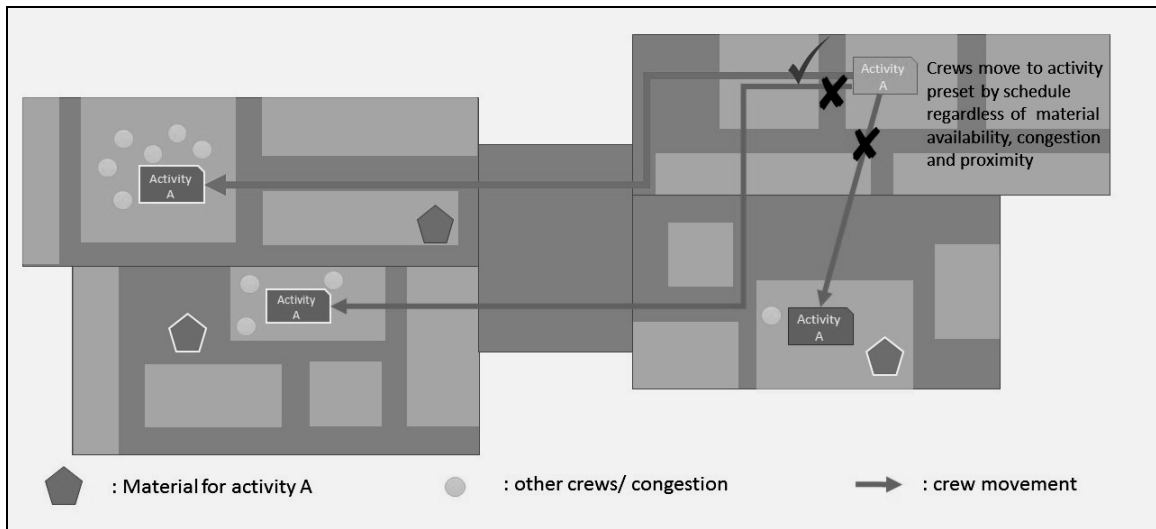 Activity
A
Crews move to activity
preset by schedule
regardless of material
availability, congestion
and proximity
Activity
A
Activity
A
Activity
A
: Material for activity A
: other crews/ congestion
: crew movement